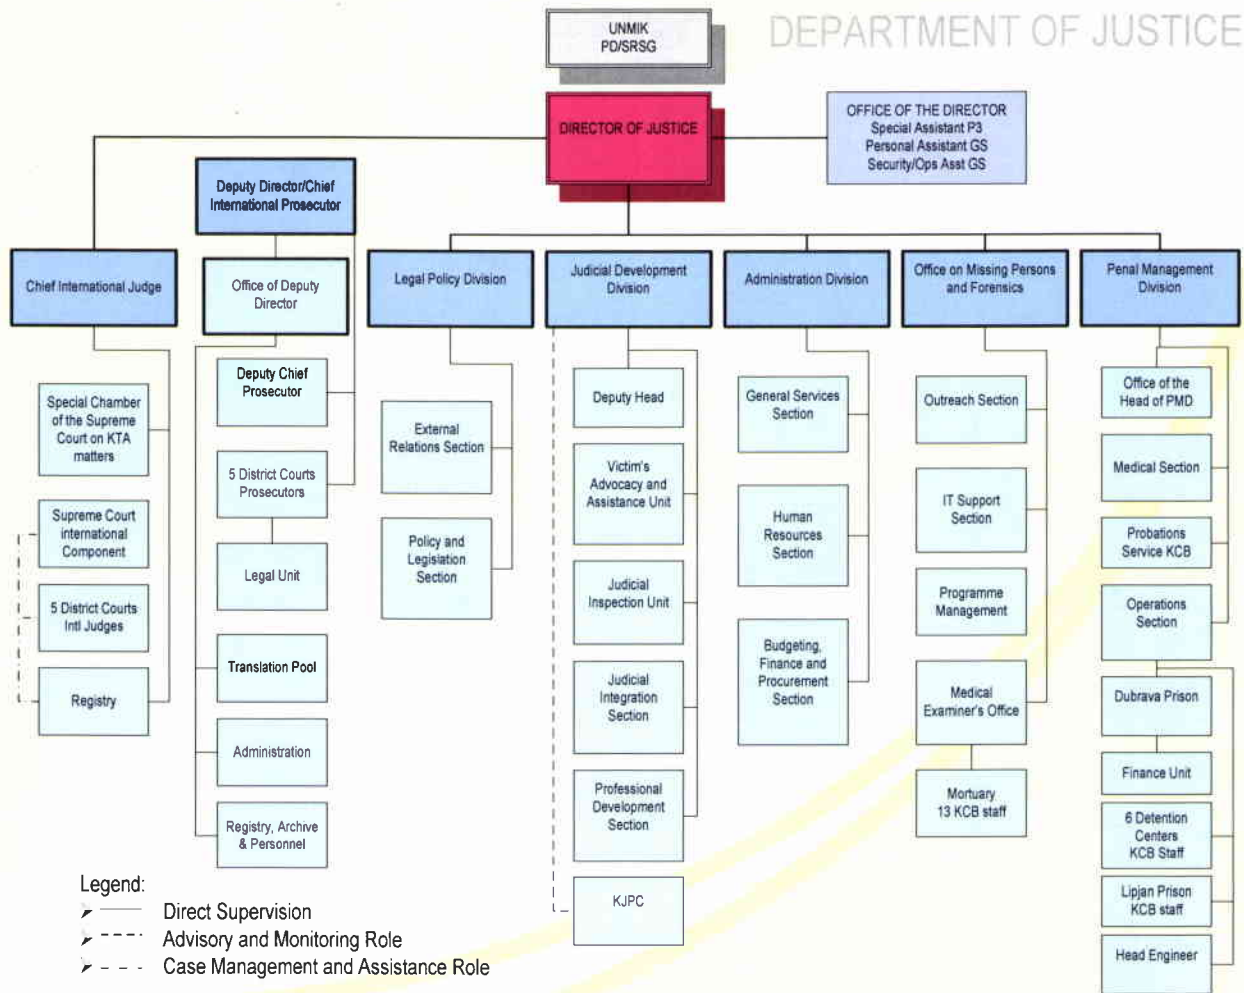 DEPARTMENT OF JUSTICE
UNMIK
PD/SRSG
DIRECTOR OF JUSTICE
OFFICE OF THE DIRECTOR
Special Assistant P3
Personal Assistant GS
Security/Ops Asst GS
Deputy Director/Chief
International Prosecutor
Chief International Judge
Office of Deputy
Director
Legal Policy Division
Judicial Development
Division
Administration Division
Office on Missing Persons
and Forensics
Penal Management
Division
Special Chamber
of the Supreme
Court on KTA
matters
Supreme Court
international
Component
5 District Courts
Intl Judges
Registry
Deputy Chief
Prosecutor
5 District Courts
Prosecutors
Legal Unit
Translation Pool
Administration
Registry, Archive
& Personnel
External
Relations Section
Policy and
Legislation
Section
Deputy Head
Victim's
Advocacy and
Assistance Unit
Judicial
Inspection Unit
Judicial
Integration
Section
Professional
Development
Section
KJPC
General Services
Section
Human
Resources
Section
Budgeting,
Finance and
Procurement
Section
Outreach Section
IT Support
Section
Programme
Management
Medical
Examiner's Office
Mortuary
13 KCB staff
Office of the
Head of PMD
Medical Section
Probations
Service KCB
Operations
Section
Dubrava Prison
Finance Unit
6 Detention
Centers
KCB Staff
Lipjan Prison
KCB staff
Head Engineer
Legend:
Direct Supervision
Advisory and Monitoring Role
Case Management and Assistance Role